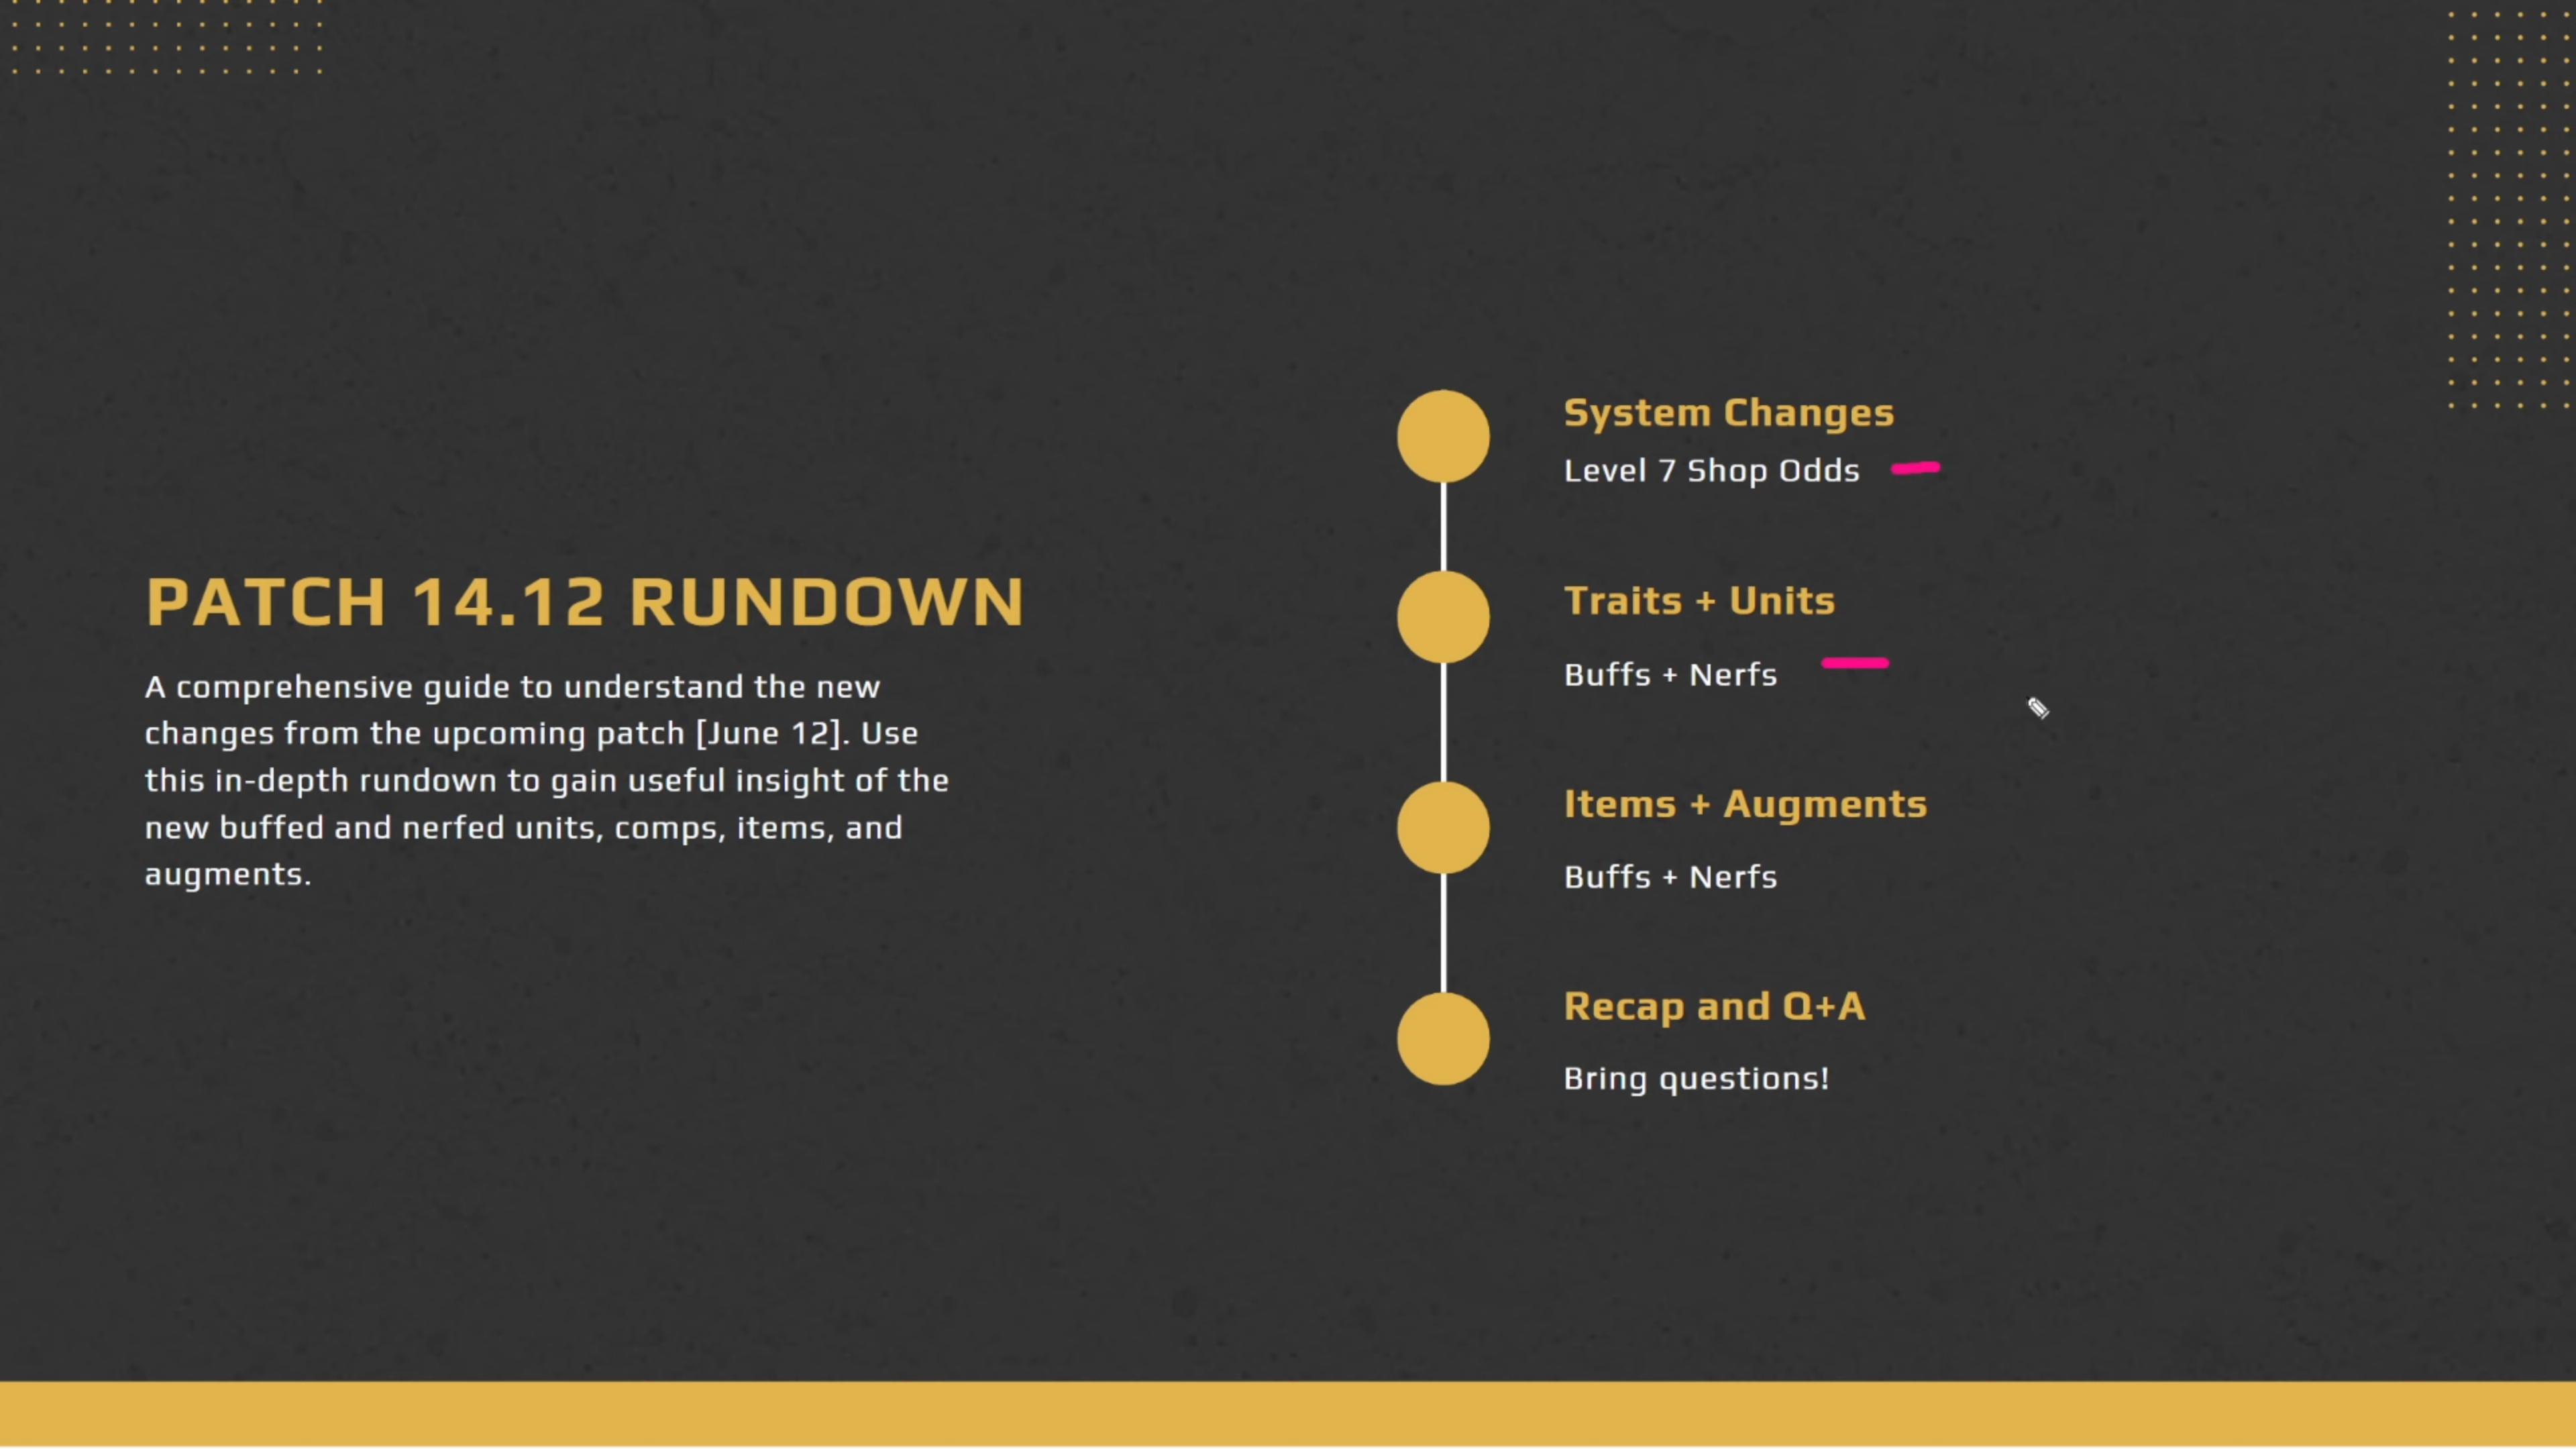 PATCH 14.12 RUNDOWN
A comprehensive guide to understand the new
changes from the upcoming patch [June 12]. Use
this in-depth rundown to gain useful insight of the
new buffed and nerfed units, comps, items, and
augments.
System Changes
Level 7 Shop Odds
Traits + Units
Buffs + Nerfs
Items + Augments
Buffs + Nerfs
Recap and Q+A
Bring questions!